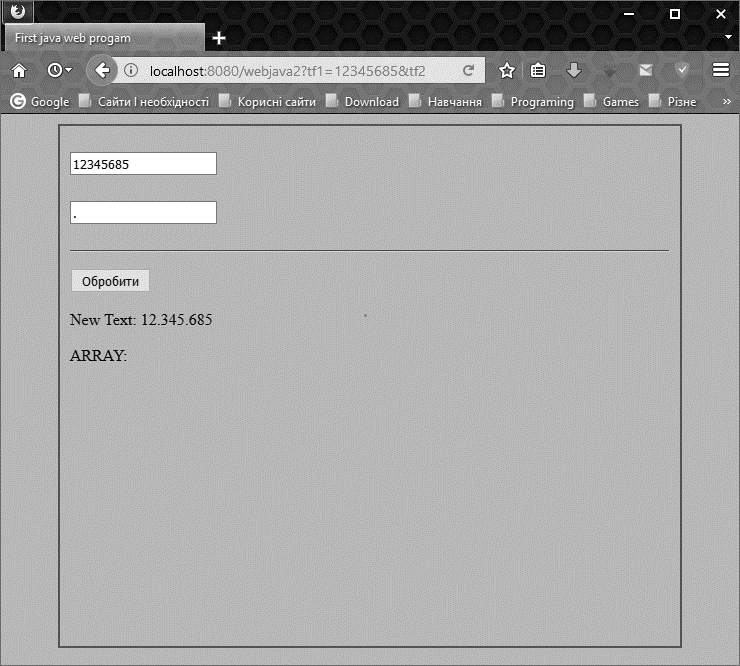 First java web progam
localhost:8080/webjava2?tf1=12345685&tf2
Google Сайти І необхідності Корисні сайти Download Навчання Programing Games Різне »
12345685
.
Обробити
New Text: 12.345.685
ARRAY: